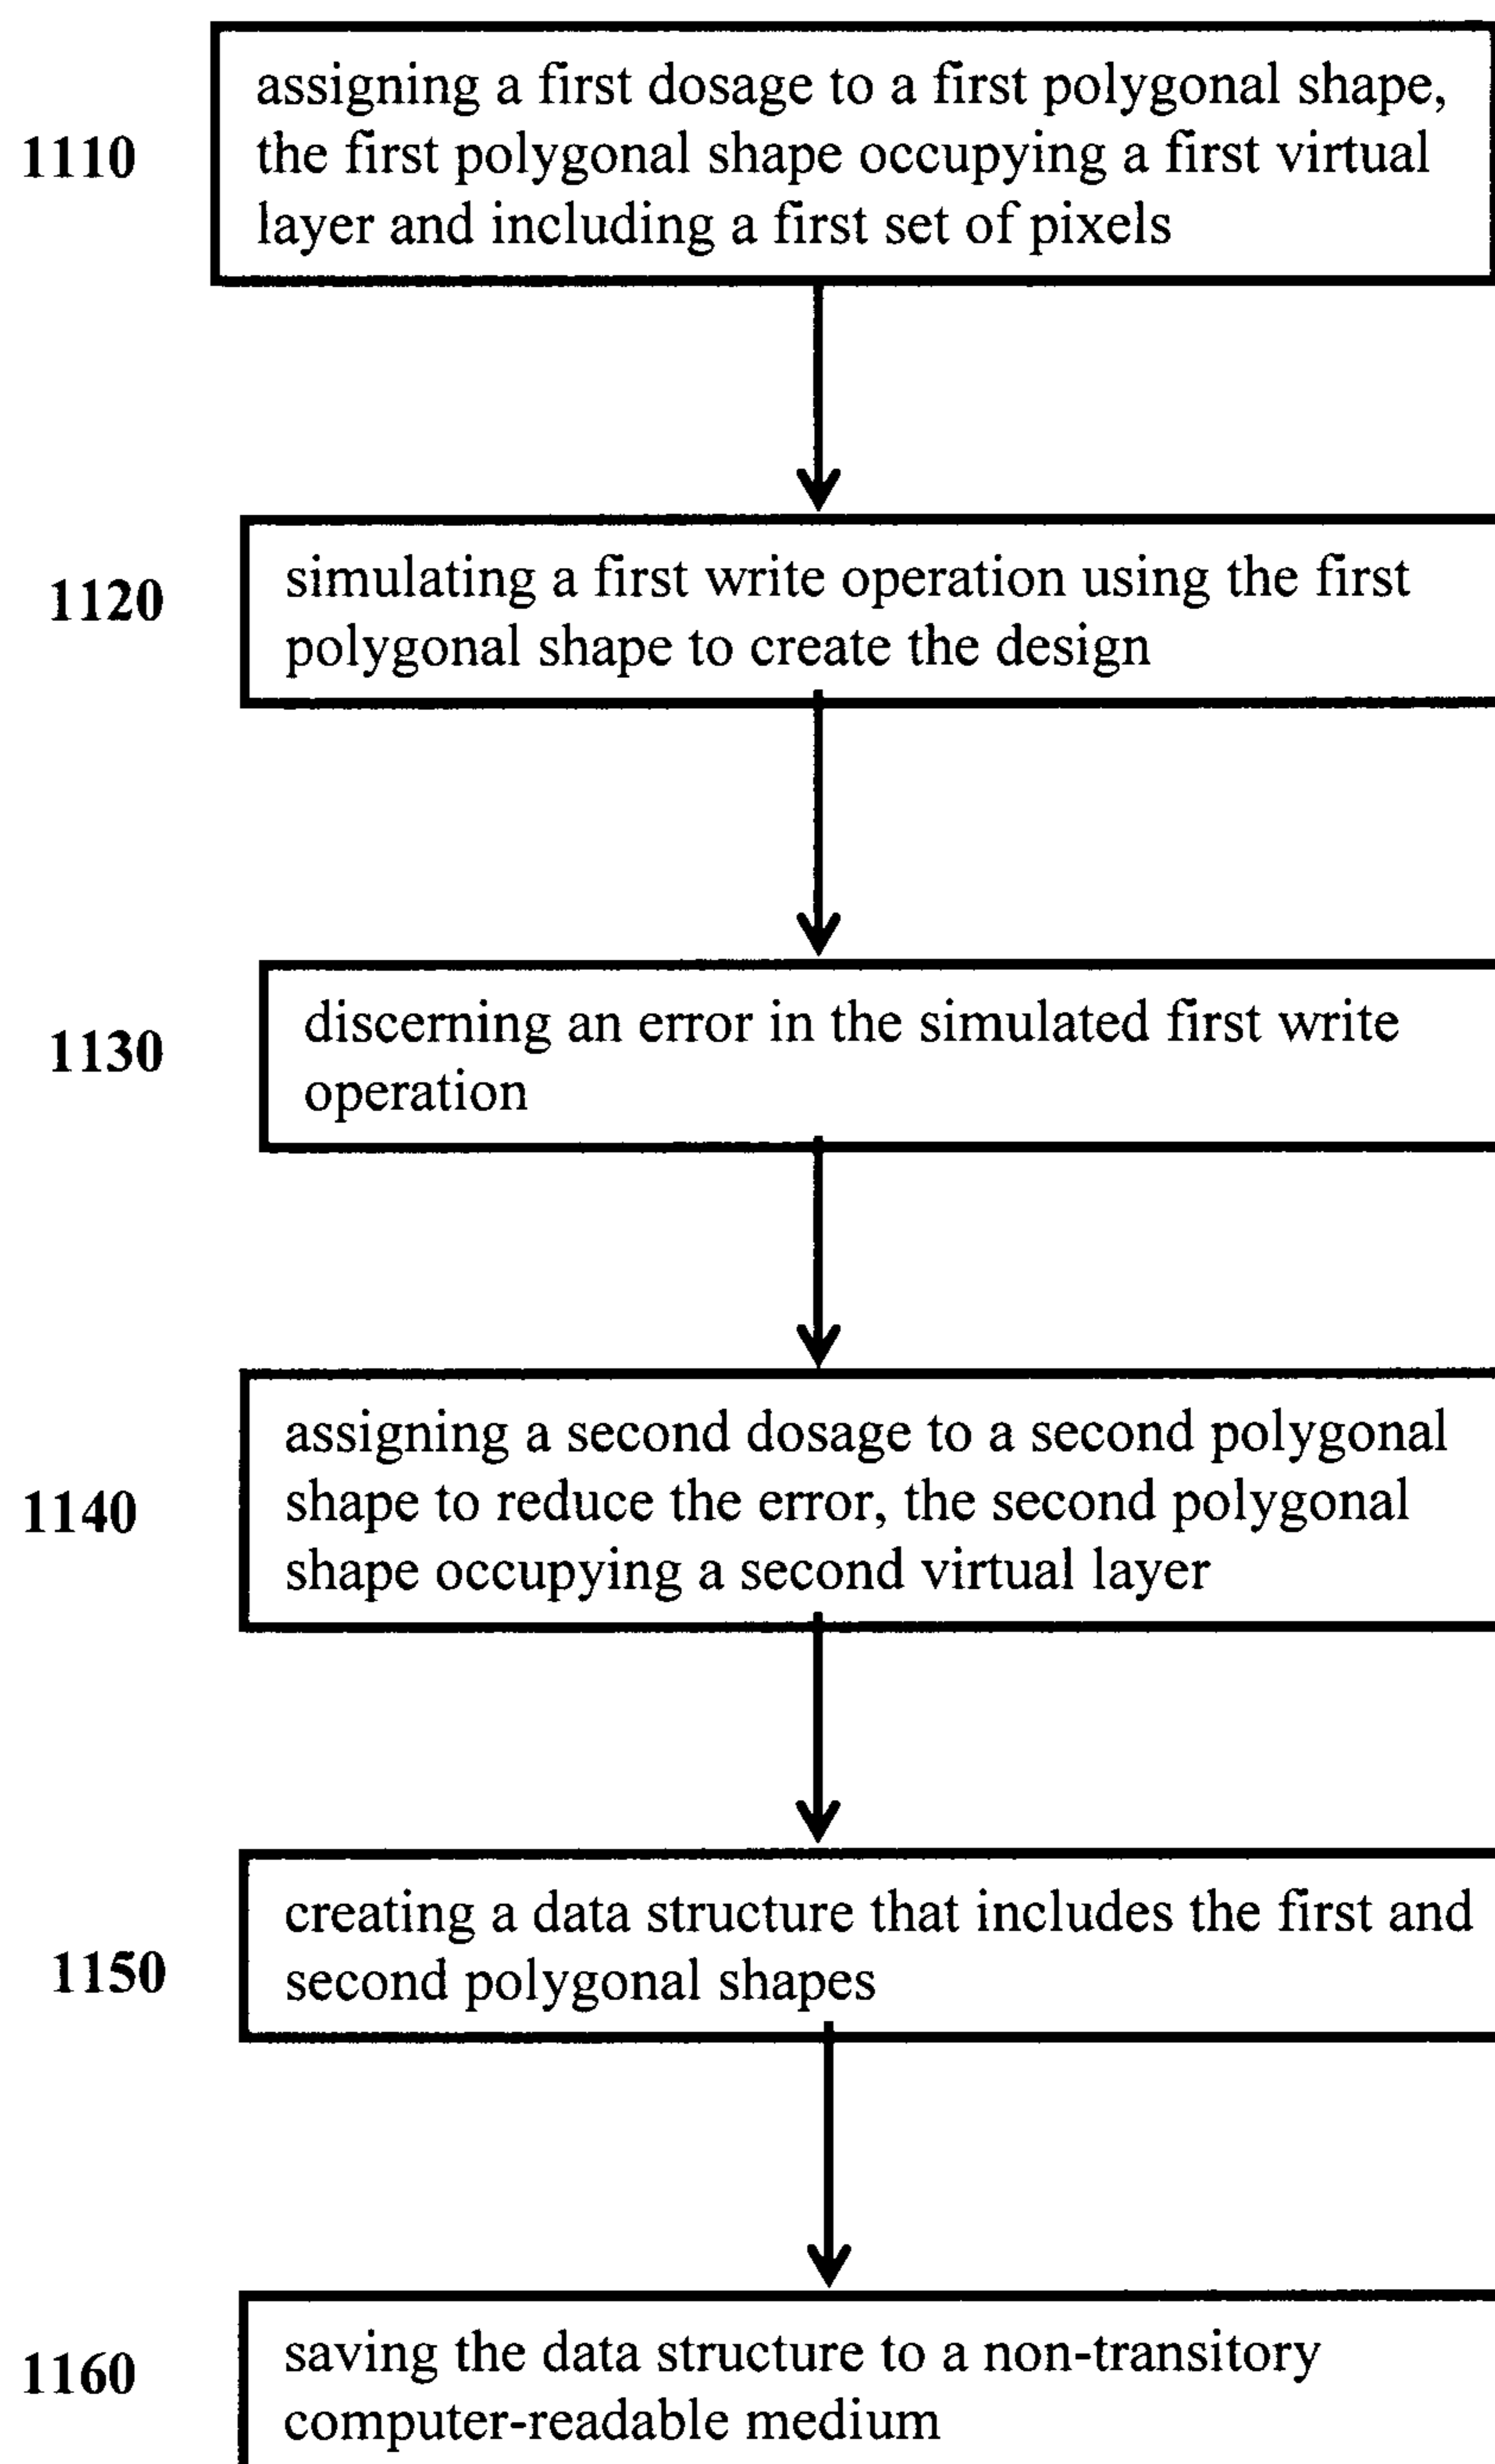 assigning a first dosage to a first polygonal shape,
1110
the first polygonal shape occupying a first virtual
layer and including a first set of pixels
simulating a first write operation using the first
1120
polygonal shape to create the design
discerning an error in the simulated first write
1130
operation
assigning a second dosage to a second polygonal
1140
shape to reduce the error, the second polygonal
shape occupying a second virtual layer
creating a data structure that includes the first and
1150
second polygonal shapes
saving the data structure to a non-transitory
1160
computer-readable medium